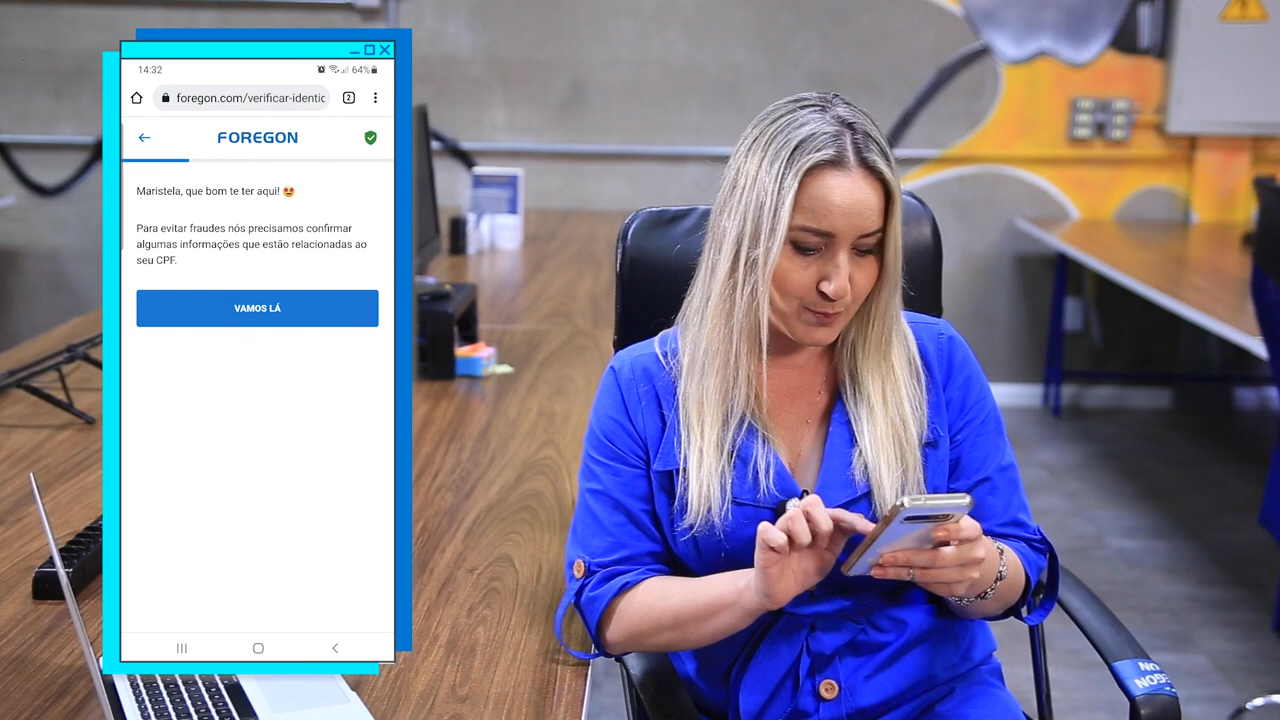 14:32
64%
foregon.com/verificar-identic
2
FOREGON
Maristela, que bom te ter aqui! 😍
Para evitar fraudes nós precisamos confirmar
algumas informações que estão relacionadas ao
seu CPF.
VAMOS LÁ